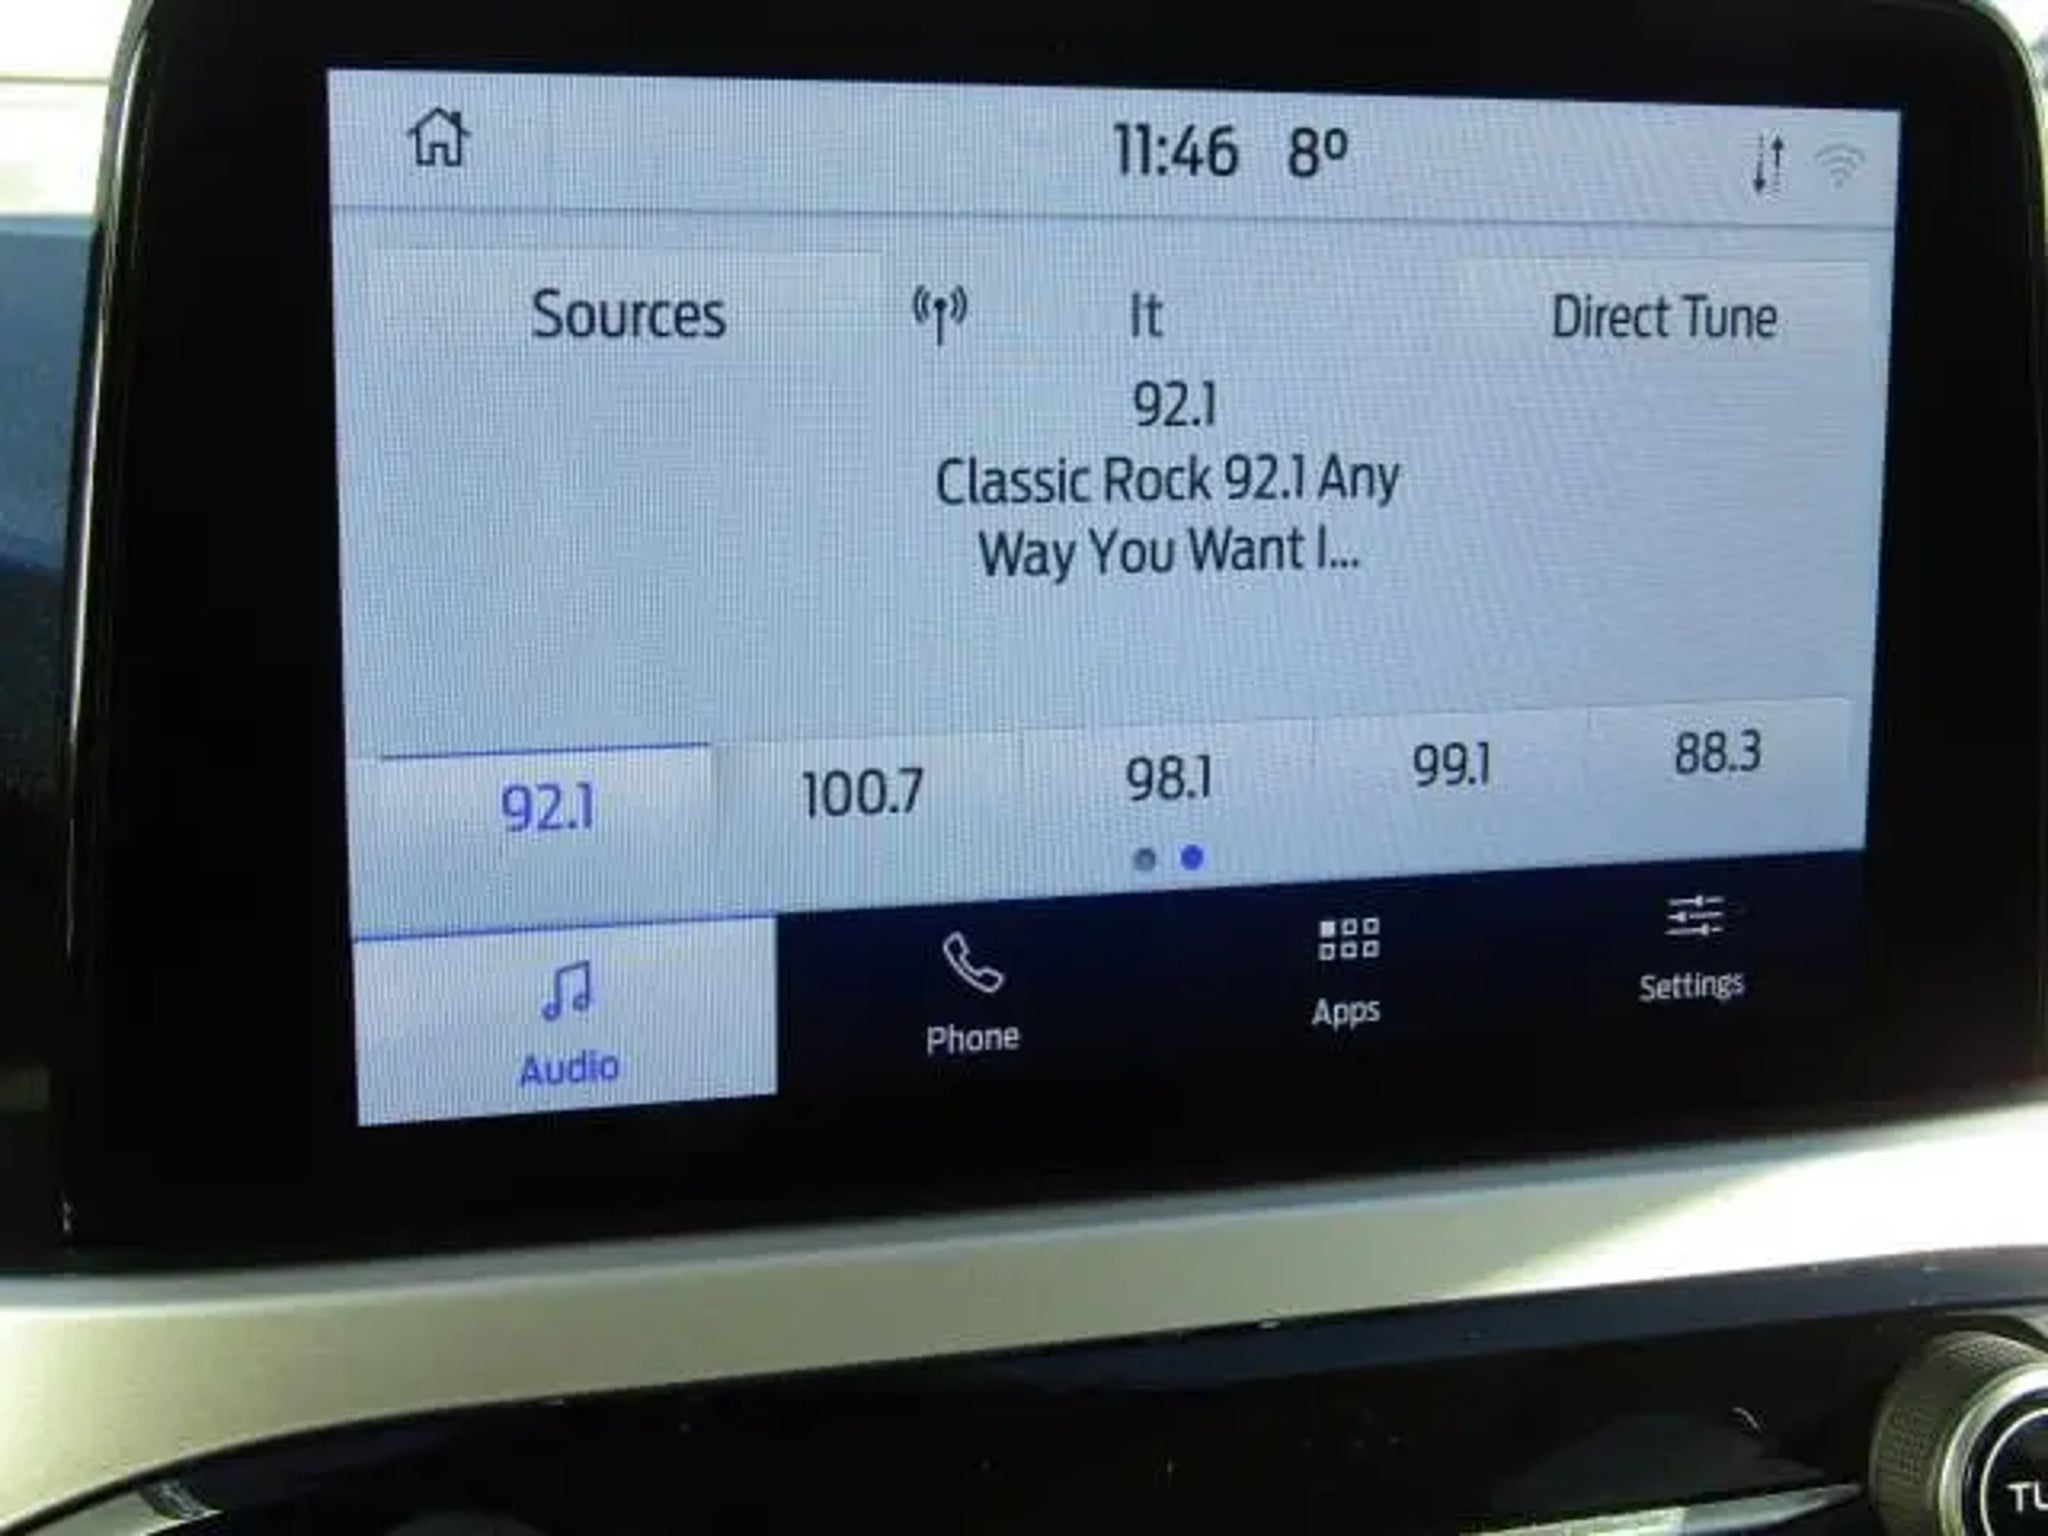 11:46 8°
Sources It Direct Tune
92.1
Classic Rock 92.1 Any
Way You Want I...
92.1 100.7 98.1 99.1 88.3
Audio Phone Apps Settings
TU